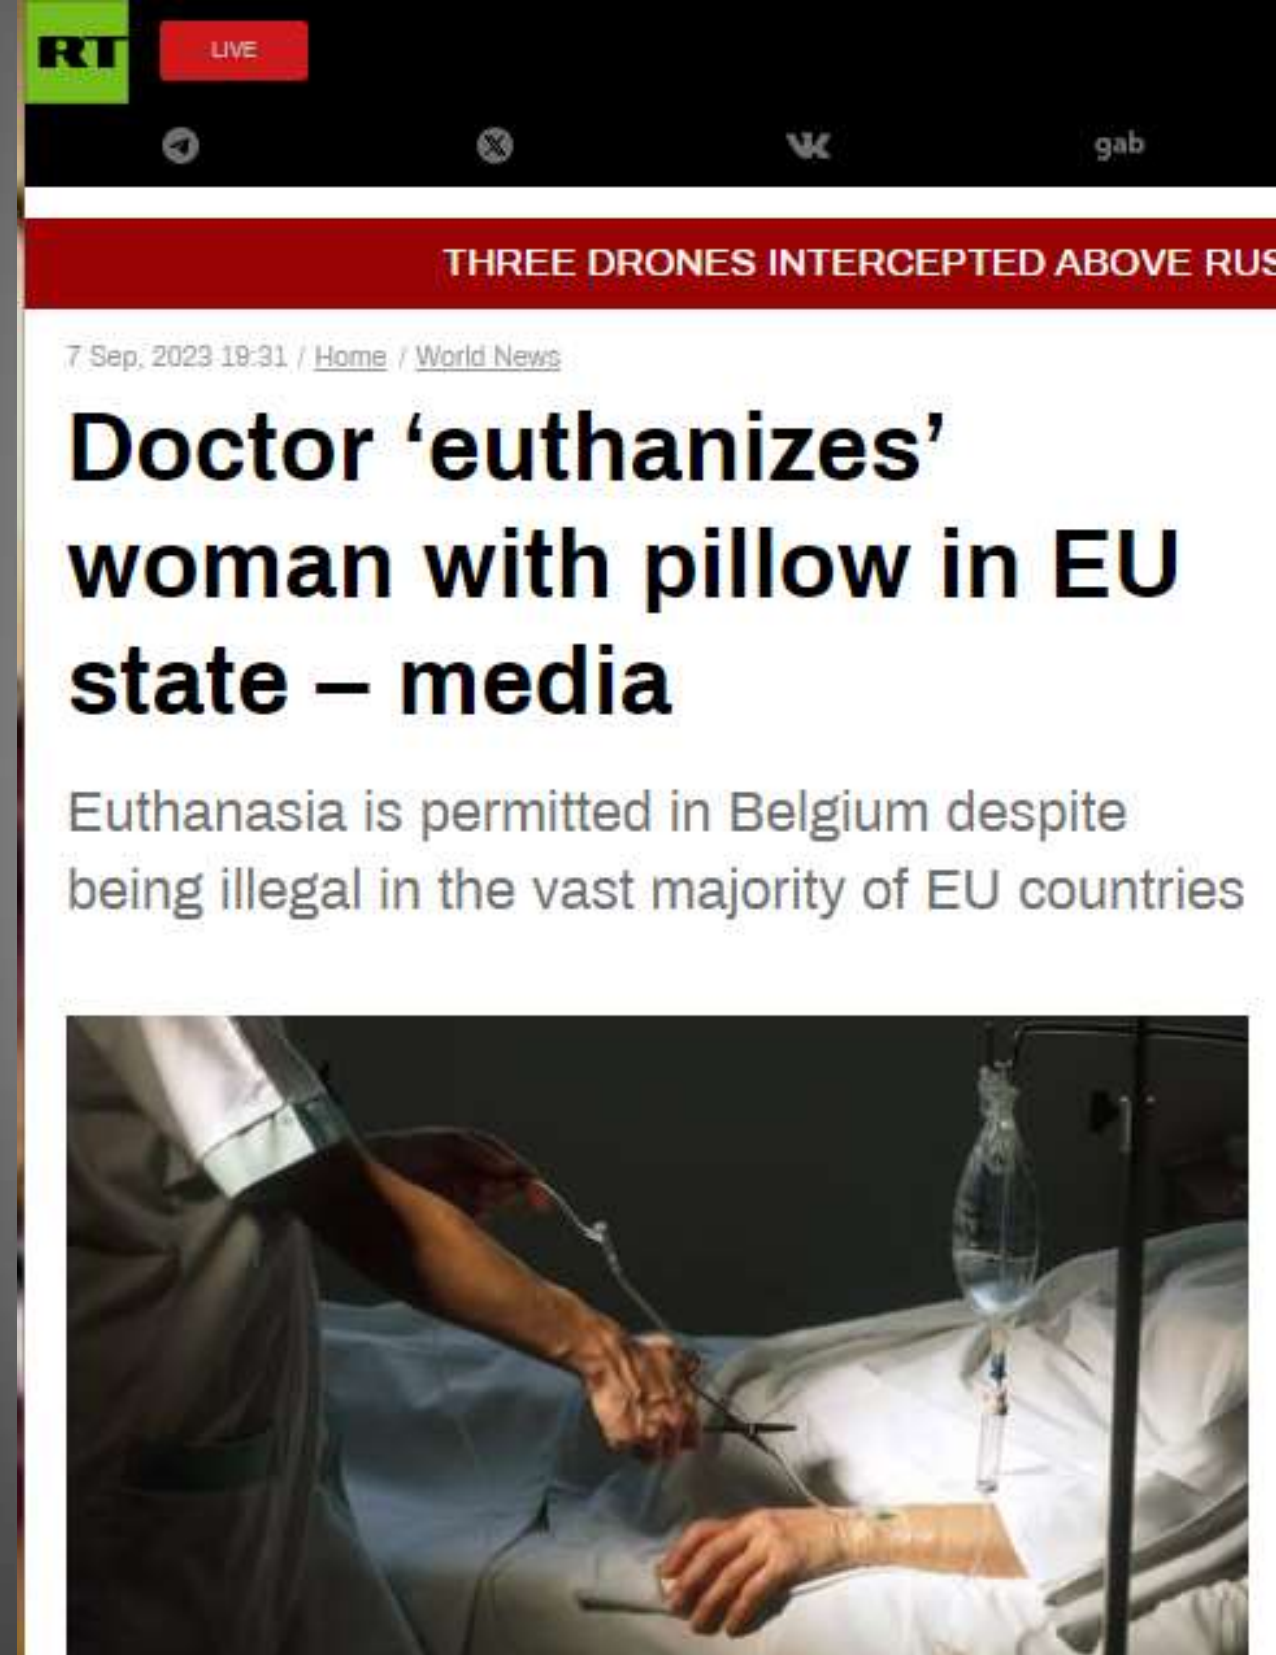 RT
LIVE
gab
THREE DRONES INTERCEPTED ABOVE RUS
7 Sep, 2023 19:31 / Home / World News
Doctor ‘euthanizes’
woman with pillow in EU
state – media
Euthanasia is permitted in Belgium despite
being illegal in the vast majority of EU countries